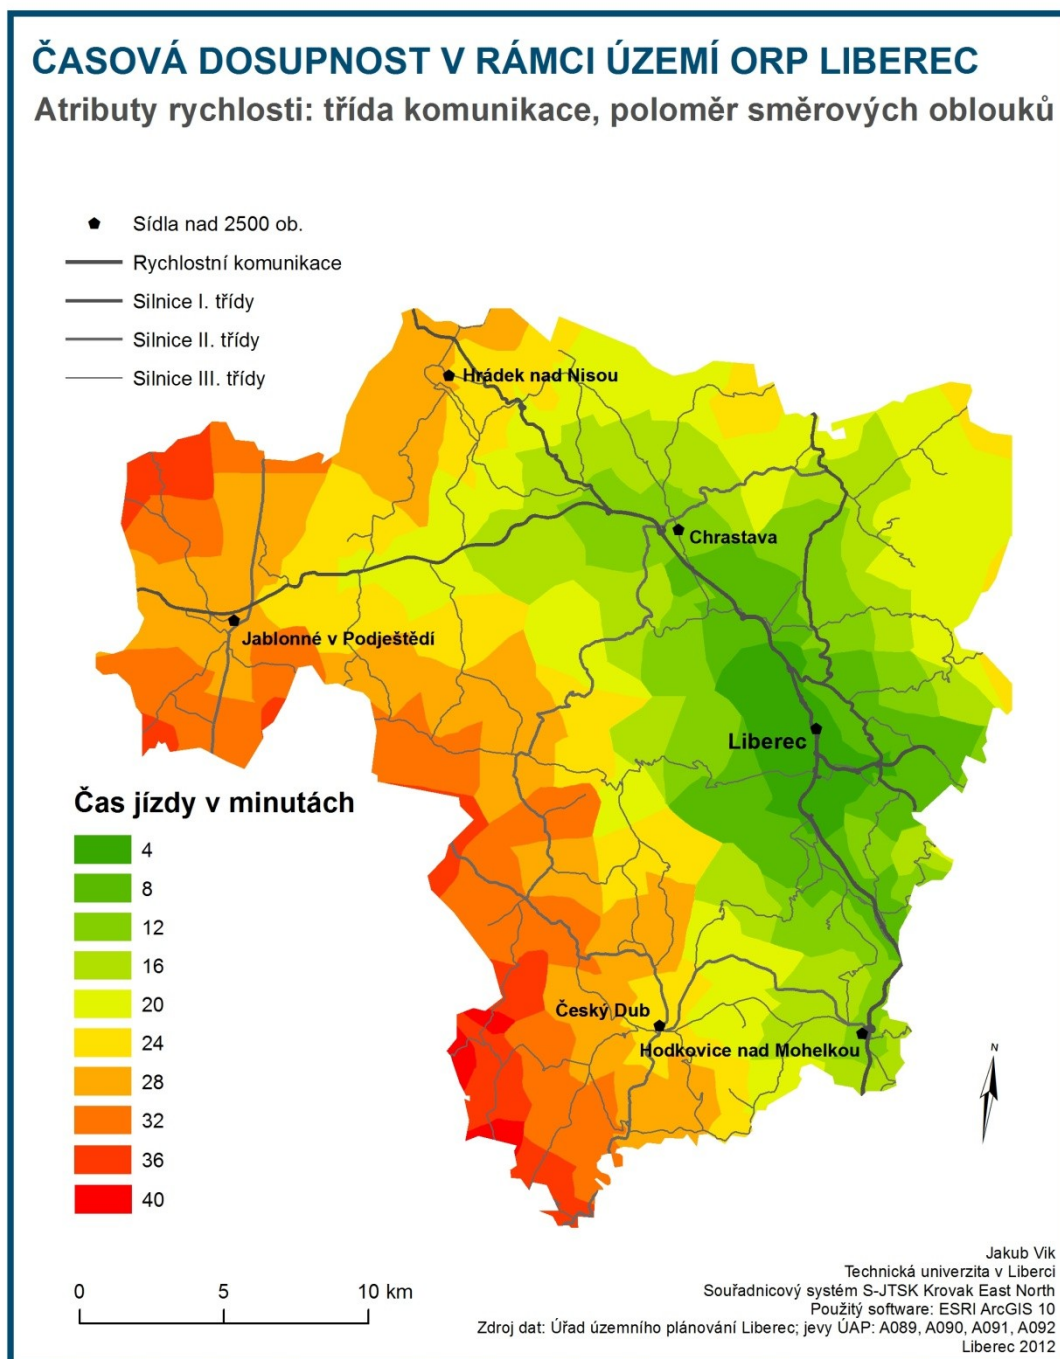 ČASOVÁ DOSUPNOST V RÁMCI ÚZEMÍ ORP LIBEREC
Atributy rychlosti: třída komunikace, poloměr směrových oblouků
Sídla nad 2500 ob.
Rychlostní komunikace
Silnice I. třídy
Silnice II. třídy
Silnice III. třídy
Hrádek nad Nisou
Chrastava
Jablonné v Podještědí
Liberec
Čas jízdy v minutách
4
8
12
16
20
24
28
32
36
40
Český Dub
Hodkovice nad Mohelkou
N
0 5 10 km
Jakub Vik
Technická univerzita v Liberci
Souřadnicový systém S-JTSK Krovak East North
Použitý software: ESRI ArcGIS 10
Zdroj dat: Úřad územního plánování Liberec; jevy ÚAP: A089, A090, A091, A092
Liberec 2012